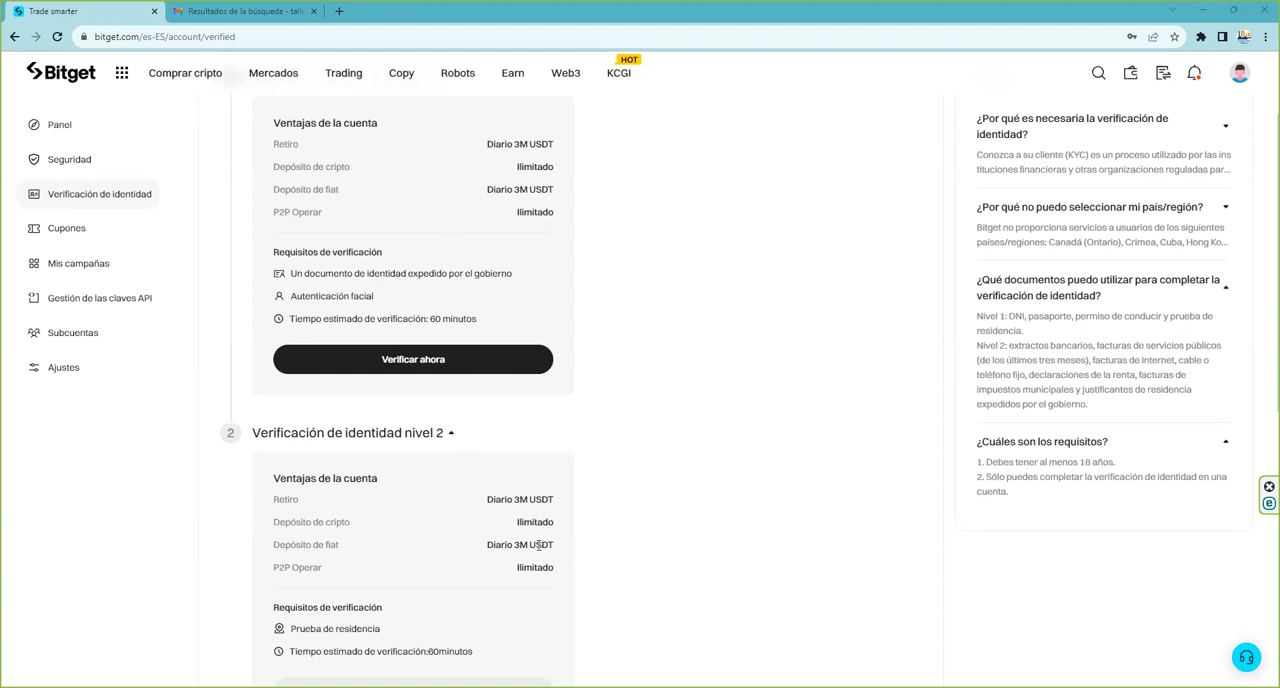 Trade smarter
Resultados de la búsqueda - talle
bitget.com/es-ES/account/verified
Bitget
Comprar cripto
Mercados
Trading
Copy
Robots
Earn
Web3
HOT
KCGI
Panel
Seguridad
Verificación de identidad
Cupones
Mis campañas
Gestión de las claves API
Subcuentas
Ajustes
Ventajas de la cuenta
Retiro Diario 3M USDT
Depósito de cripto Ilimitado
Depósito de fiat Diario 3M USDT
P2P Operar Ilimitado
Requisitos de verificación
Un documento de identidad expedido por el gobierno
Autenticación facial
Tiempo estimado de verificación: 60 minutos
Verificar ahora
2 Verificación de identidad nivel 2
Ventajas de la cuenta
Retiro Diario 3M USDT
Depósito de cripto Ilimitado
Depósito de fiat Diario 3M USDT
P2P Operar Ilimitado
Requisitos de verificación
Prueba de residencia
Tiempo estimado de verificación:60minutos
¿Por qué es necesaria la verificación de
identidad?
Conozca a su cliente (KYC) es un proceso utilizado por las ins
tituciones financieras y otras organizaciones reguladas par...
¿Por qué no puedo seleccionar mi país/región?
Bitget no proporciona servicios a usuarios de los siguientes
países/regiones: Canadá (Ontario), Crimea, Cuba, Hong Ko...
¿Qué documentos puedo utilizar para completar la
verificación de identidad?
Nivel 1: DNI, pasaporte, permiso de conducir y prueba de
residencia.
Nivel 2: extractos bancarios, facturas de servicios públicos
(de los últimos tres meses), facturas de Internet, cable o
teléfono fijo, declaraciones de la renta, facturas de
impuestos municipales y justificantes de residencia
expedidos por el gobierno.
¿Cuáles son los requisitos?
1. Debes tener al menos 18 años.
2. Sólo puedes completar la verificación de identidad en una
cuenta.